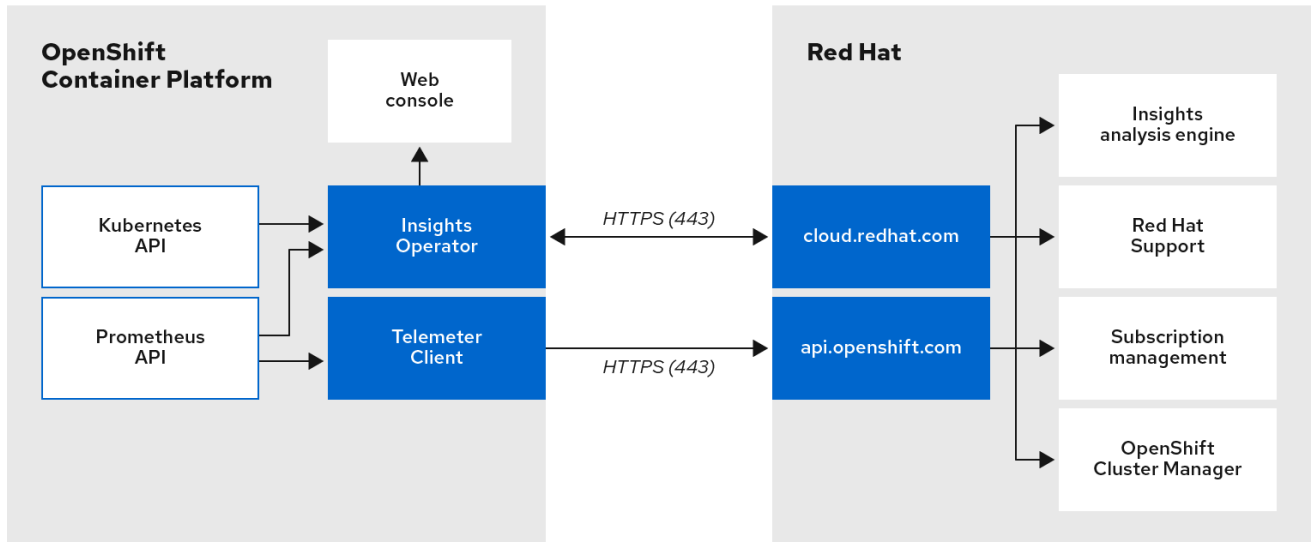 OpenShift
Container Platform
Web
console
Kubernetes
API
Insights
Operator
Prometheus
API
Telemeter
Client
HTTPS (443)
HTTPS (443)
Red Hat
cloud.redhat.com
api.openshift.com
Insights
analysis engine
Red Hat
Support
Subscription
management
OpenShift
Cluster Manager